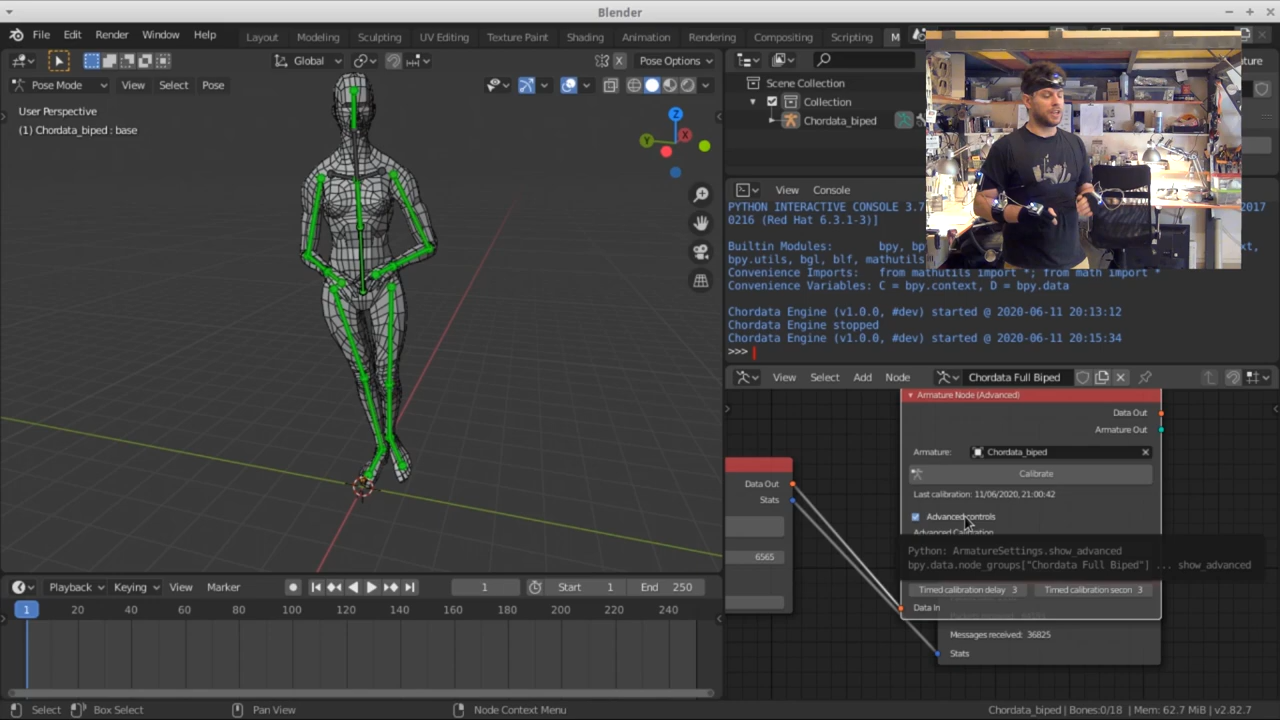 Blender
File Edit Render Window Help Layout Modeling Sculpting UV Editing Texture Paint Shading Animation Rendering Compositing Scripting M
Global Pose Options
Pose Mode View Select Pose
User Perspective
(1) Chordata_biped : base
Z
Y
X
Scene Collection
Collection
Chordata_biped
View Console
PYTHON INTERACTIVE CONSOLE 3.7
0216 (Red Hat 6.3.1-3)]
Builtin Modules: bpy, bp
bpy.utils, bgl, blf, mathutils
Convenience Imports: from mathutils import *; from math import *
Convenience Variables: C = bpy.context, D = bpy.data
Chordata Engine (v1.0.0, #dev) started @ 2020-06-11 20:13:12
Chordata Engine stopped
Chordata Engine (v1.0.0, #dev) started @ 2020-06-11 20:15:34
>>>
View Select Add Node Chordata Full Biped
Armature Node (Advanced)
Data Out
Armature Out
Armature: Chordata_biped
Calibrate
Last calibration: 11/06/2020, 21:00:42
Advanced controls
Advanced Calibration
Python: ArmatureSettings.show_advanced
bpy.data.node_groups["Chordata Full Biped"] ... show_advanced
Timed calibration delay 3 Timed calibration secon 3
Data In
Data Out
Stats
6565
Messages received: 36825
Stats
Playback Keying View Marker 1 Start 1 End 250
1 20 40 60 80 100 120 140 160 180 200 220 240
Select Box Select Pan View Node Context Menu Chordata_biped | Bones:0/18 | Mem: 62.7 MiB | v2.82.7